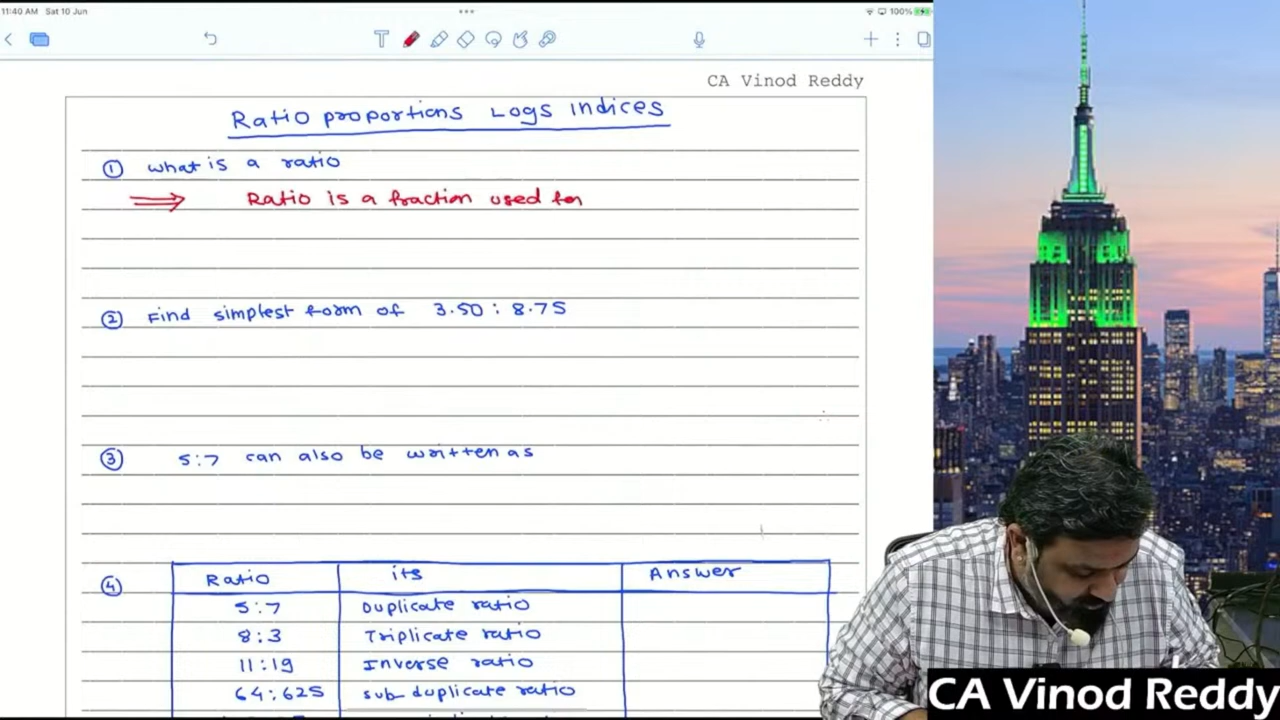 11:40 AM Sat 10 Jun
100%
T
CA Vinod Reddy
Ratio proportions Logs Indices
① what is a ratio
⟹ Ratio is a fraction used for
② Find simplest form of 3.50 : 8.75
③ 5:7 can also be written as
④ Ratio its Answer
5:7 Duplicate ratio
8:3 Triplicate ratio
11:19 Inverse ratio
64:625 sub duplicate ratio
CA Vinod Reddy